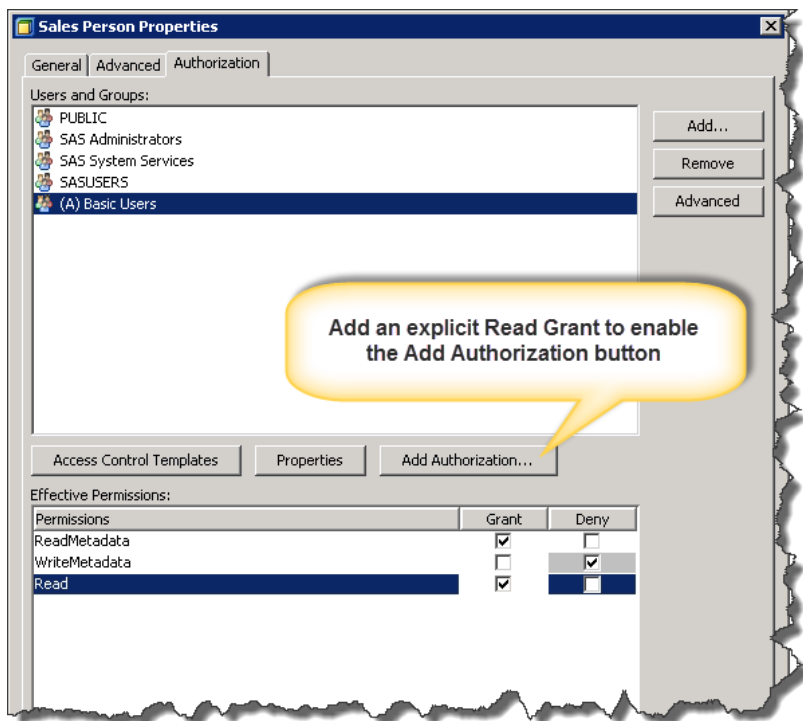 Sales Person Properties
General Advanced Authorization
Users and Groups:
PUBLIC
SAS Administrators
SAS System Services
SASUSERS
(A) Basic Users
Add...
Remove
Advanced
Add an explicit Read Grant to enable
the Add Authorization button
Access Control Templates Properties Add Authorization...
Effective Permissions:
Permissions Grant Deny
ReadMetadata
WriteMetadata
Read